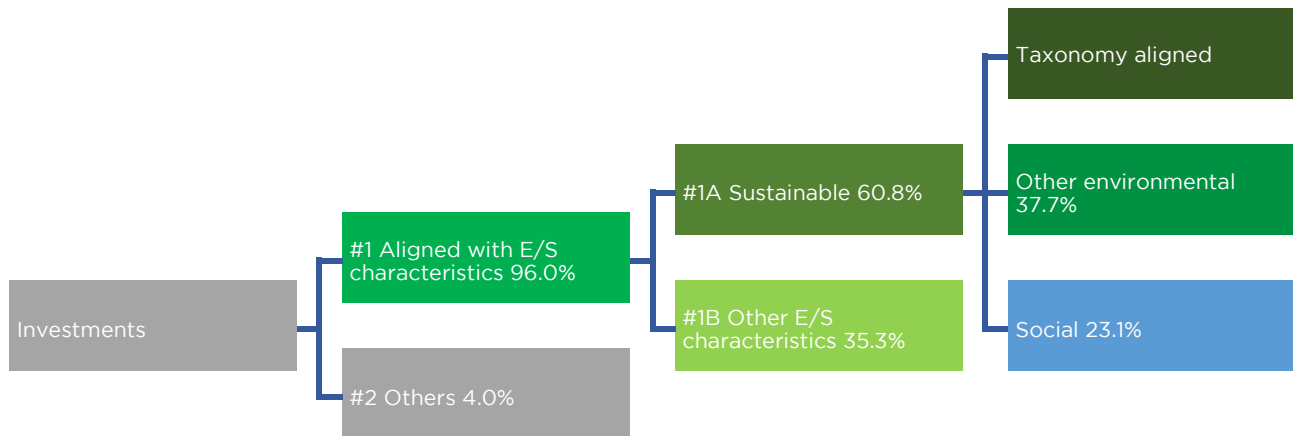 Investments
#1 Aligned with E/S
characteristics 96.0%
#2 Others 4.0%
#1A Sustainable 60.8%
#1B Other E/S
characteristics 35.3%
Taxonomy aligned
Other environmental
37.7%
Social 23.1%